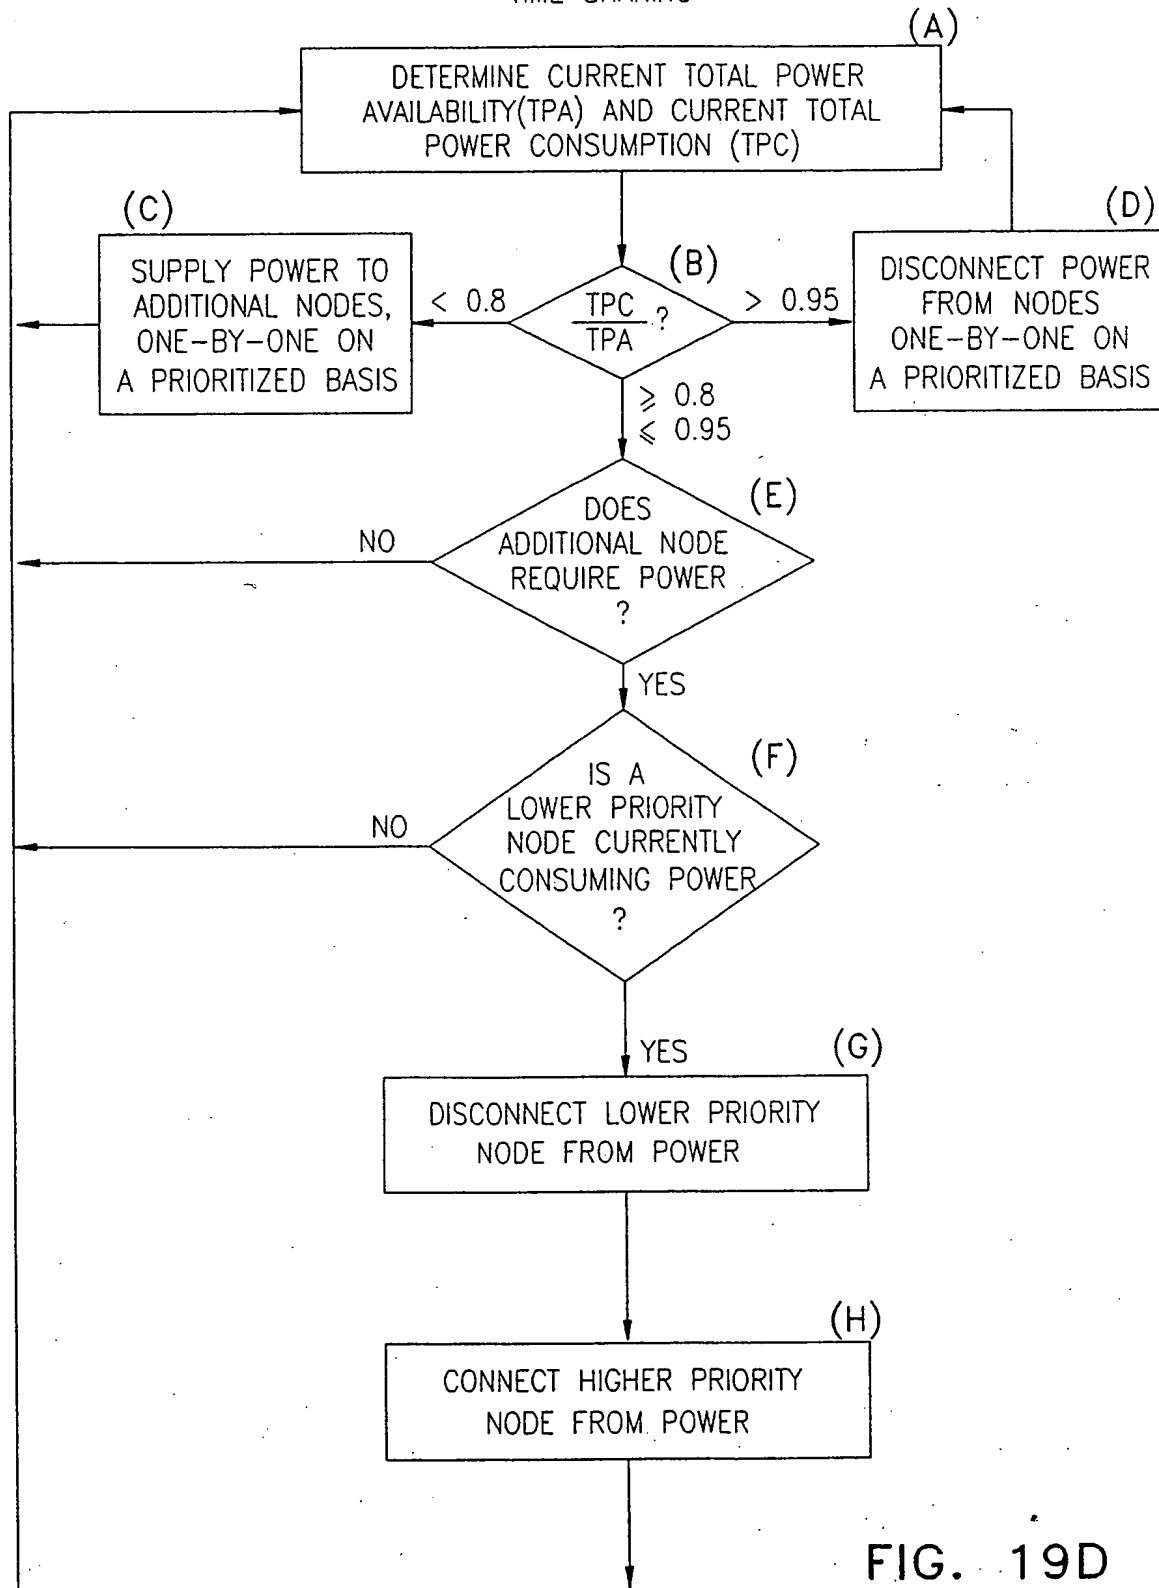 (A)
DETERMINE CURRENT TOTAL POWER
AVAILABILITY(TPA) AND CURRENT TOTAL
POWER CONSUMPTION (TPC)
(C)
SUPPLY POWER TO
ADDITIONAL NODES,
ONE-BY-ONE ON
A PRIORITIZED BASIS
< 0.8
(B)
TPC
TPA
?
> 0.95
(D)
DISCONNECT POWER
FROM NODES
ONE-BY-ONE ON
A PRIORITIZED BASIS
⩾ 0.8
⩽ 0.95
(E)
DOES
ADDITIONAL NODE
REQUIRE POWER
?
NO
YES
(F)
IS A
LOWER PRIORITY
NODE CURRENTLY
CONSUMING POWER
?
NO
YES
(G)
DISCONNECT LOWER PRIORITY
NODE FROM POWER
(H)
CONNECT HIGHER PRIORITY
NODE FROM POWER
FIG. 19D